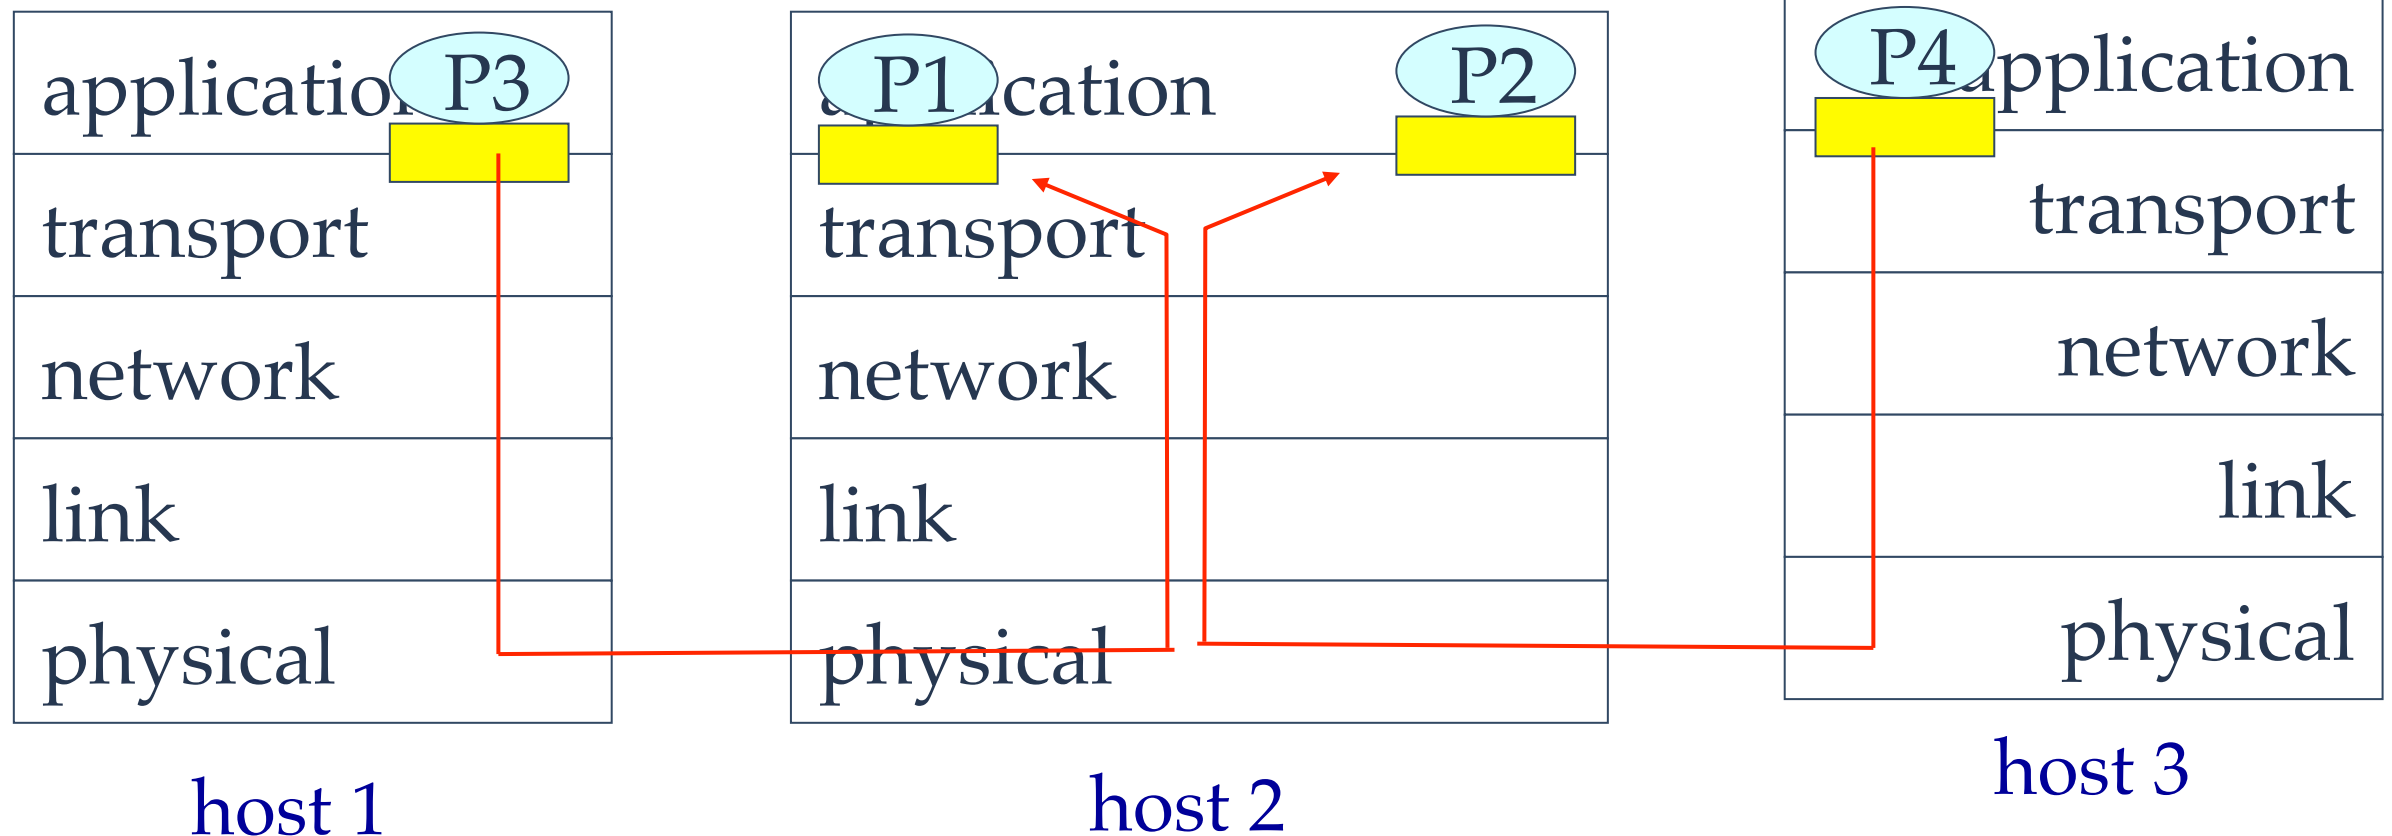 P3
transport
network
link
physical
host 1
P1
P2
transport
network
link
physical
host 2
P4
transport
network
link
physical
host 3
application
application
application